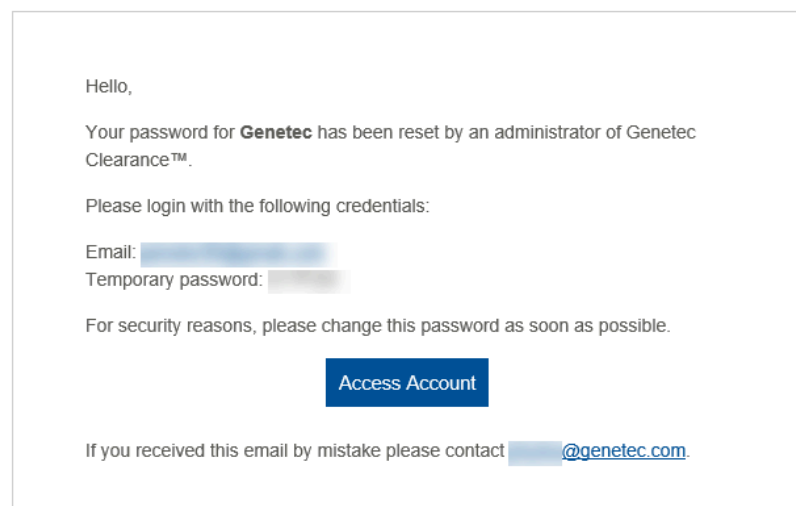 Hello,
Your password for Genetec has been reset by an administrator of Genetec
Clearance™.
Please login with the following credentials:
Email:
Temporary password:
For security reasons, please change this password as soon as possible.
Access Account
If you received this email by mistake please contact @genetec.com.